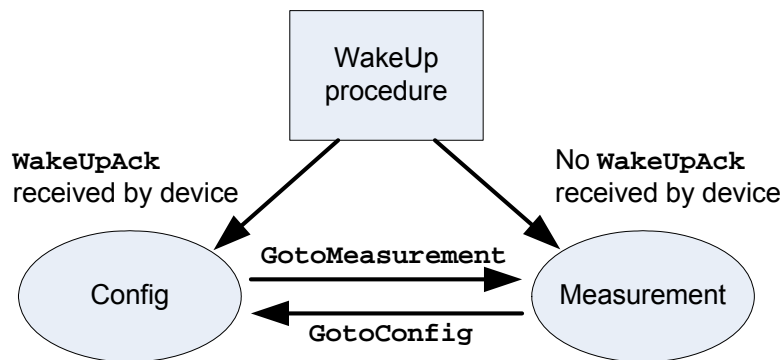 WakeUp
procedure
WakeUpAck
received by device
No WakeUpAck
received by device
GotoMeasurement
Config
Measurement
GotoConfig